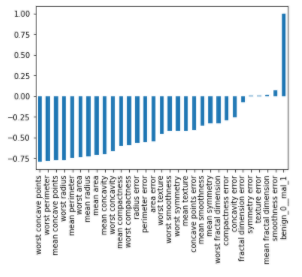 1.00
0.75
0.50
0.25
0.00
−0.25
−0.50
−0.75
worst concave points
worst perimeter
mean concave points
worst radius
mean perimeter
worst area
mean radius
mean area
mean concavity
worst concavity
mean compactness
worst compactness
radius error
perimeter error
area error
worst texture
worst smoothness
worst symmetry
mean texture
concave points error
mean smoothness
mean symmetry
worst fractal dimension
compactness error
concavity error
fractal dimension error
symmetry error
texture error
mean fractal dimension
smoothness error
benign_0__mal_1